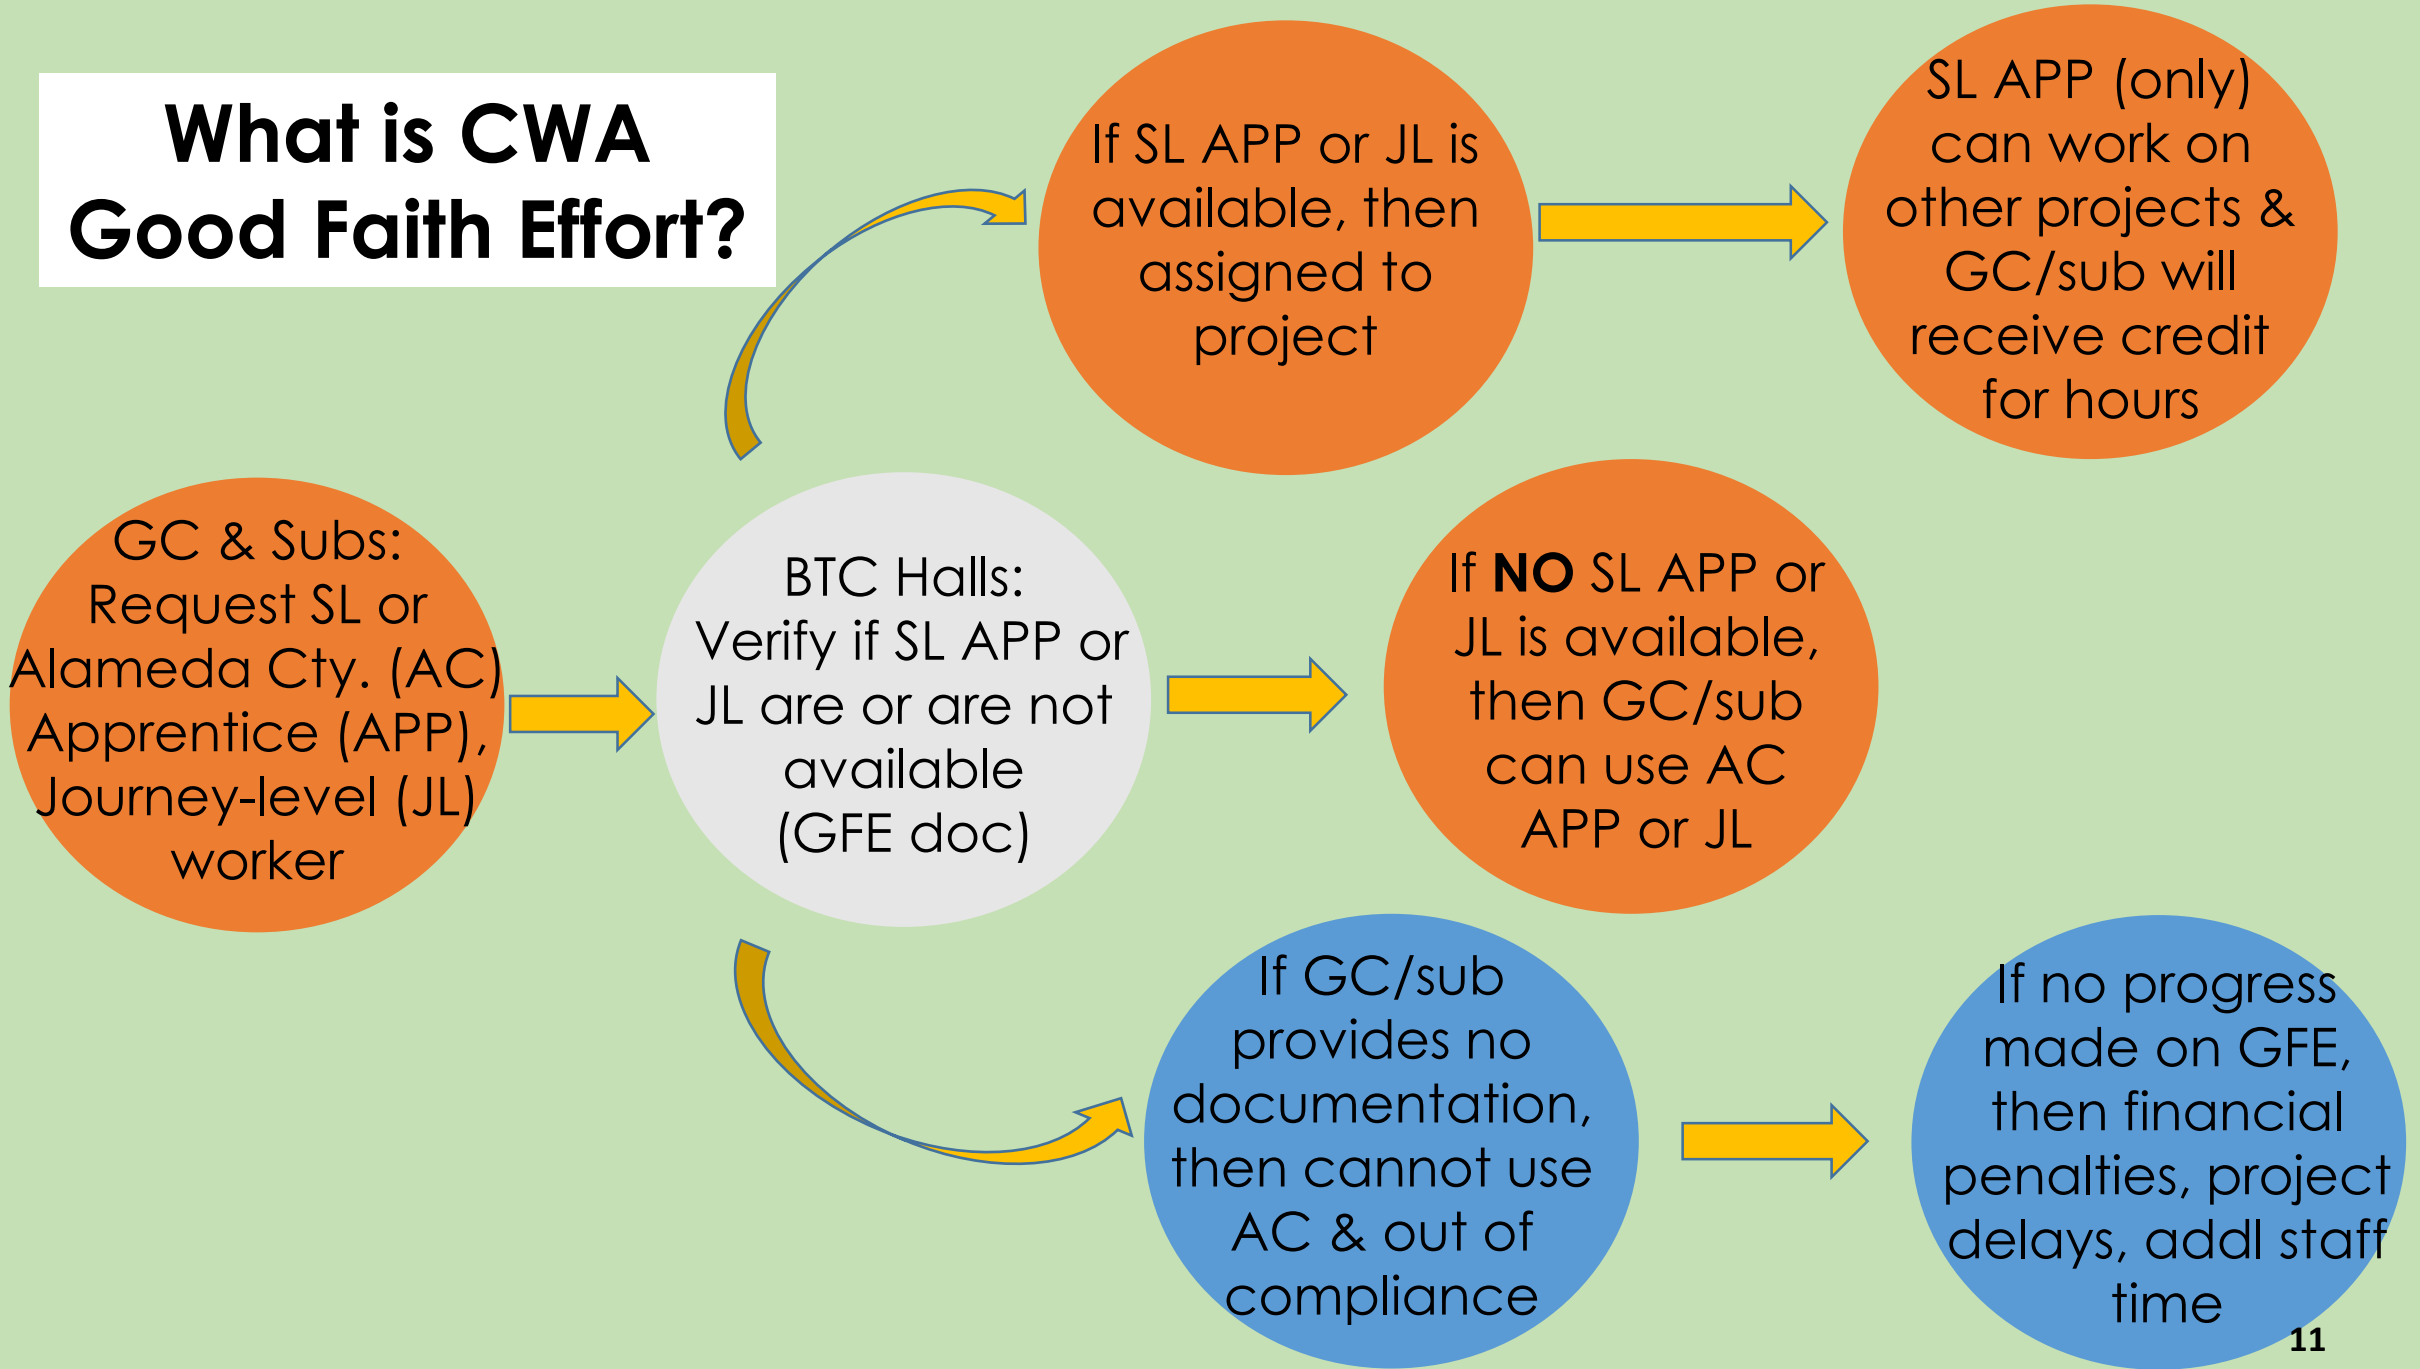 What is CWA
Good Faith Effort?
If SL APP or JL is
available, then
assigned to
project
SL APP (only)
can work on
other projects &
GC/sub will
receive credit
for hours
GC & Subs:
Request SL or
Alameda Cty. (AC)
Apprentice (APP),
Journey-level (JL)
worker
BTC Halls:
Verify if SL APP or
JL are or are not
available
(GFE doc)
If NO SL APP or
JL is available,
then GC/sub
can use AC
APP or JL
If GC/sub
provides no
documentation,
then cannot use
AC & out of
compliance
If no progress
made on GFE,
then financial
penalties, project
delays, addl staff
time
11